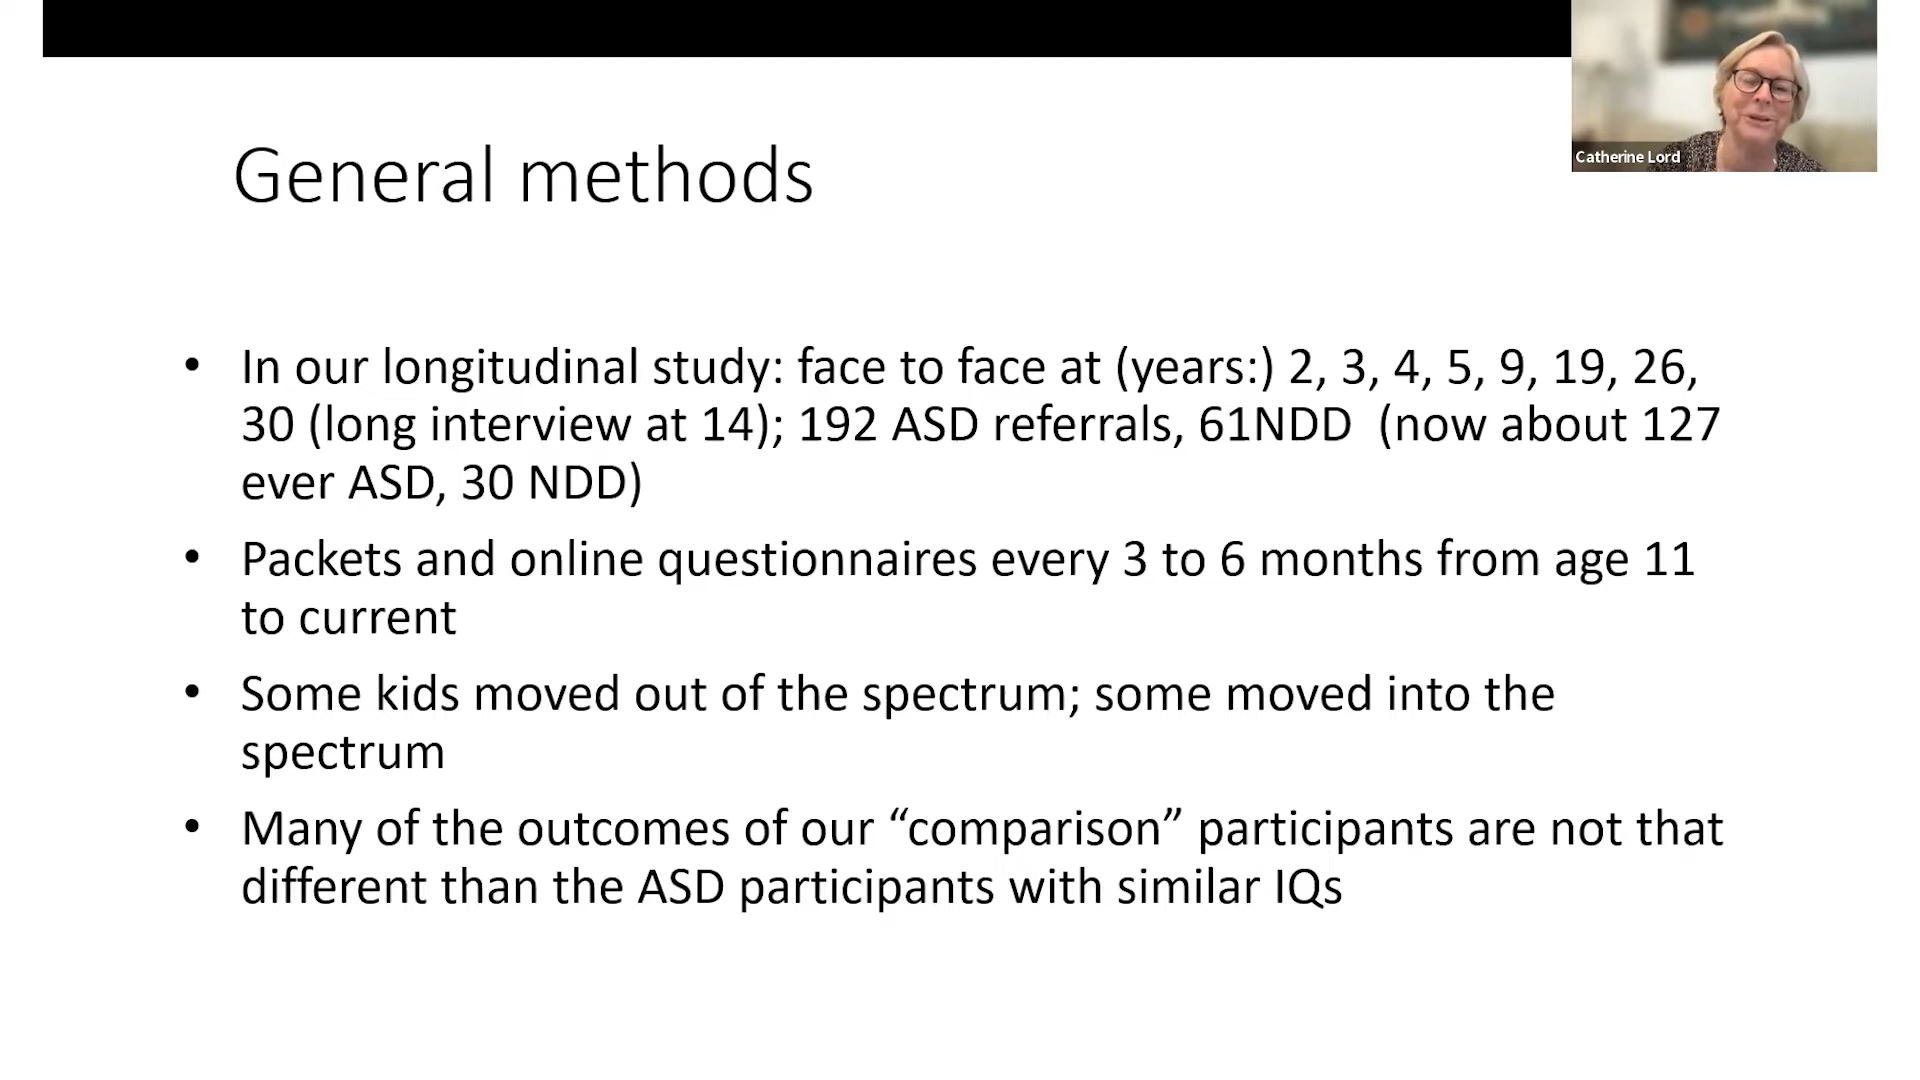 Catherine Lord
General methods
• In our longitudinal study: face to face at (years:) 2, 3, 4, 5, 9, 19, 26,
30 (long interview at 14); 192 ASD referrals, 61NDD  (now about 127
ever ASD, 30 NDD)
• Packets and online questionnaires every 3 to 6 months from age 11
to current
• Some kids moved out of the spectrum; some moved into the
spectrum
• Many of the outcomes of our “comparison” participants are not that
different than the ASD participants with similar IQs